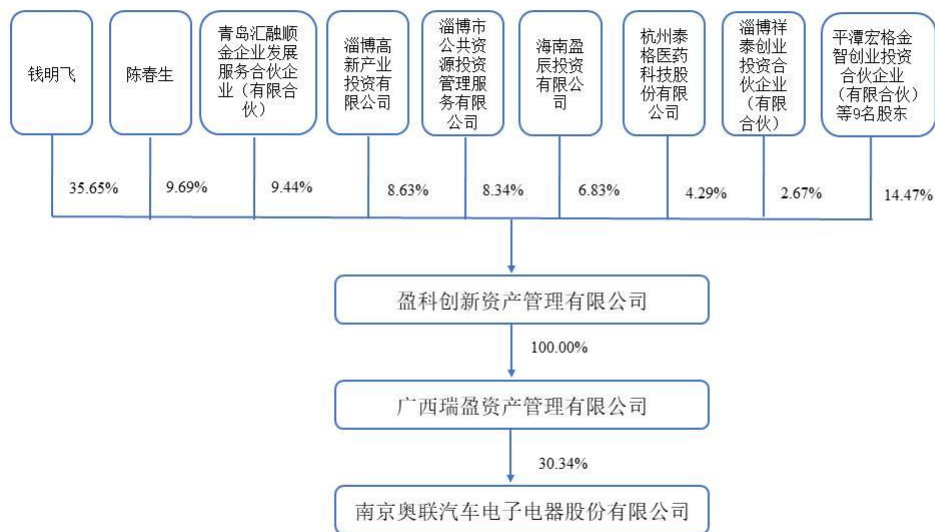 钱明飞
陈春生
青岛汇融顺
金企业发展
服务合伙企
业（有限合
伙）
淄博高
新产业
投资有
限公司
淄博市
公共资
源投资
管理服
务有限
公司
海南盈
辰投资
有限公
司
杭州泰
格医药
科技股
份有限
公司
淄博祥
泰创业
投资合
伙企业
（有限
合伙）
平潭宏格金
智创业投资
合伙企业
（有限合伙）
等9名股东
35.65%
9.69%
9.44%
8.63%
8.34%
6.83%
4.29%
2.67%
14.47%
盈科创新资产管理有限公司
100.00%
广西瑞盈资产管理有限公司
30.34%
南京奥联汽车电子电器股份有限公司